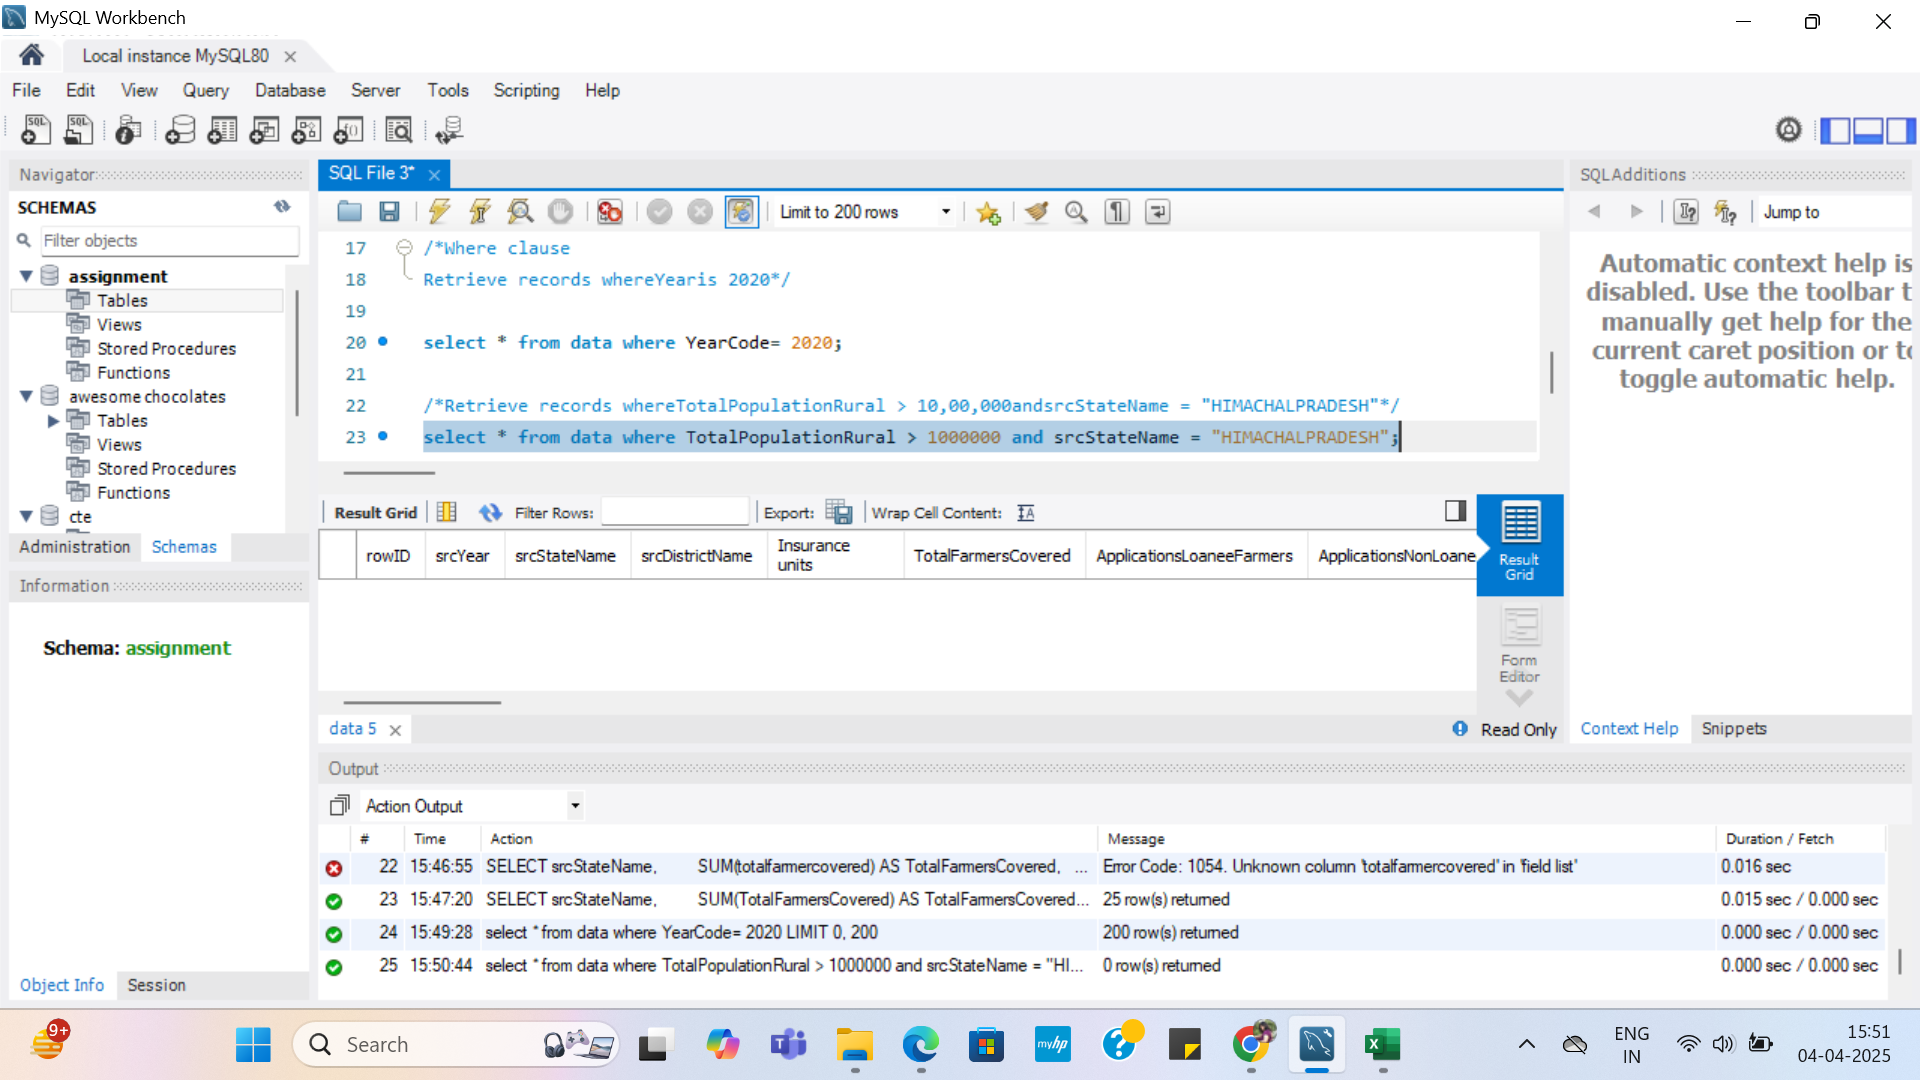 MySQL Workbench
Local instance MySQL80
File Edit View Query Database Server Tools Scripting Help
SQL SQL
Navigator
SCHEMAS
Filter objects
assignment
Tables
Views
Stored Procedures
Functions
awesome chocolates
Tables
Views
Stored Procedures
Functions
cte
Administration Schemas
Information
Schema: assignment
Object Info Session
SQL File 3*
Limit to 200 rows
17 /*Where clause
18 Retrieve records whereYearis 2020*/
19
20 select * from data where YearCode= 2020;
21
22 /*Retrieve records whereTotalPopulationRural > 10,00,000andsrcStateName = "HIMACHALPRADESH"*/
23 select * from data where TotalPopulationRural > 1000000 and srcStateName = "HIMACHALPRADESH";
Result Grid Filter Rows: Export: Wrap Cell Content:
rowID srcYear srcStateName srcDistrictName Insurance units TotalFarmersCovered ApplicationsLoaneeFarmers ApplicationsNonLoane
Result Grid
Form Editor
data 5
Read Only
SQLAdditions
Jump to
Automatic context help is
disabled. Use the toolbar t
manually get help for the
current caret position or to
toggle automatic help.
Context Help Snippets
Output
Action Output
# Time Action Message Duration / Fetch
22 15:46:55 SELECT srcStateName, SUM(totalfarmercovered) AS TotalFarmersCovered, ... Error Code: 1054. Unknown column 'totalfarmercovered' in 'field list' 0.016 sec
23 15:47:20 SELECT srcStateName, SUM(TotalFarmersCovered) AS TotalFarmersCovered... 25 row(s) returned 0.015 sec / 0.000 sec
24 15:49:28 select * from data where YearCode= 2020 LIMIT 0, 200 200 row(s) returned 0.000 sec / 0.000 sec
25 15:50:44 select * from data where TotalPopulationRural > 1000000 and srcStateName = "HI... 0 row(s) returned 0.000 sec / 0.000 sec
9+
Search
myhp
ENG
IN
15:51
04-04-2025